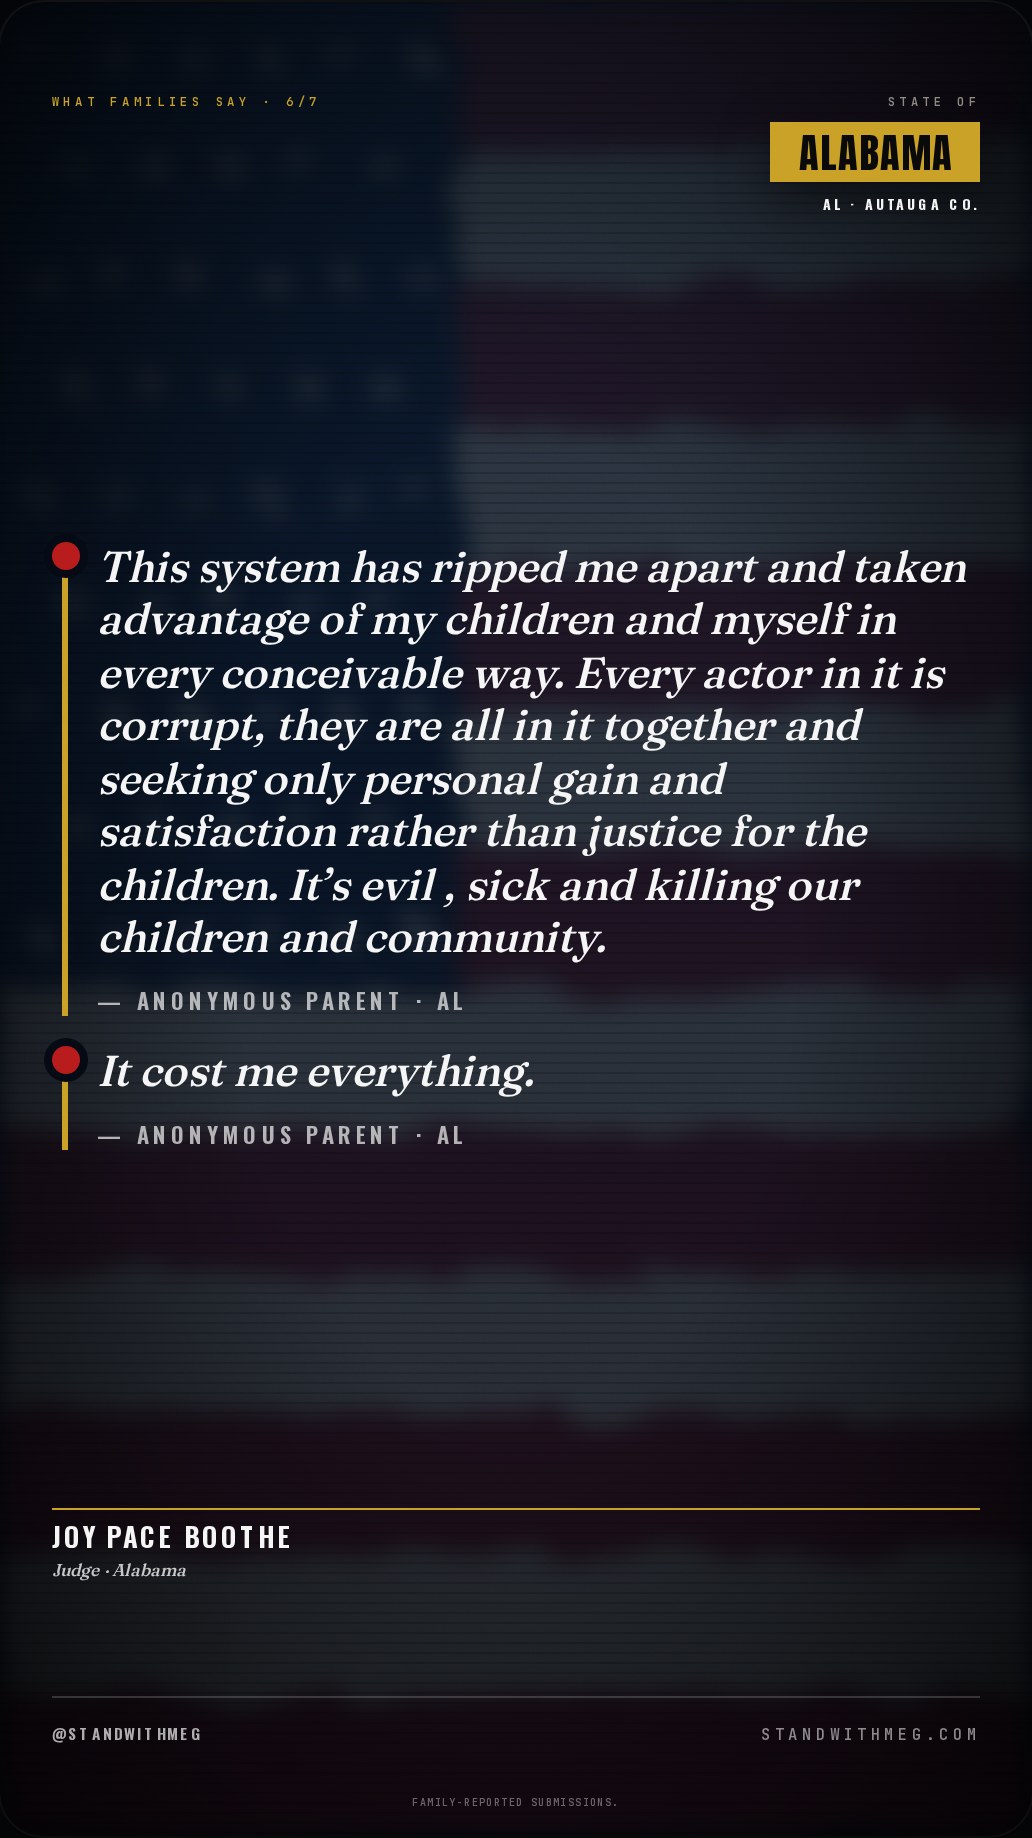 WHAT FAMILIES SAY · 6/7
STATE OF
ALABAMA
AL · AUTAUGA CO.
This system has ripped me apart and taken
advantage of my children and myself in
every conceivable way. Every actor in it is
corrupt, they are all in it together and
seeking only personal gain and
satisfaction rather than justice for the
children. It’s evil , sick and killing our
children and community.
— ANONYMOUS PARENT · AL
It cost me everything.
— ANONYMOUS PARENT · AL
JOY PACE BOOTHE
Judge · Alabama
@STANDWITHMEG
STANDWITHMEG.COM
FAMILY-REPORTED SUBMISSIONS.